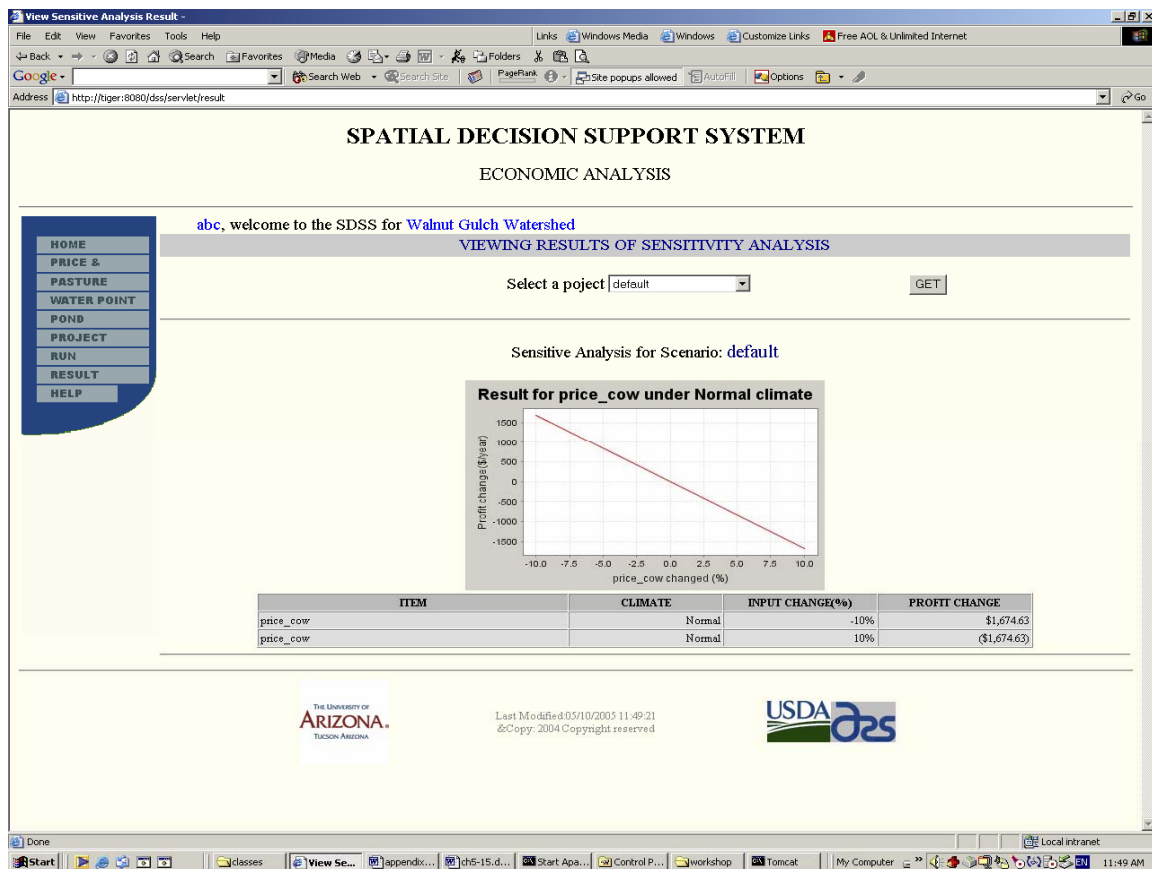 View Sensitive Analysis Result -
File Edit View Favorites Tools Help Links Windows Media Windows Customize Links Free AOL & Unlimited Internet
Back Search Favorites Media Folders
Google Search Web Search Site PageRank Site popups allowed AutoFill Options
Address http://tiger:8080/dss/servlet/result Go
SPATIAL DECISION SUPPORT SYSTEM
ECONOMIC ANALYSIS
abc, welcome to the SDSS for Walnut Gulch Watershed
VIEWING RESULTS OF SENSITIVITY ANALYSIS
HOME
PRICE &
PASTURE
WATER POINT
POND
PROJECT
RUN
RESULT
HELP
Select a poject default GET
Sensitive Analysis for Scenario: default
Result for price_cow under Normal climate
Profit change($/year)
1500
1000
500
0
-500
-1000
-1500
-10.0 -7.5 -5.0 -2.5 0.0 2.5 5.0 7.5 10.0
price_cow changed (%)
ITEM CLIMATE INPUT CHANGE(%) PROFIT CHANGE
price_cow Normal -10% $1,674.63
price_cow Normal 10% ($1,674.63)
THE UNIVERSITY OF
ARIZONA.
TUCSON ARIZONA
Last Modified:05/10/2005 11:49:21
&Copy: 2004 Copyright reserved
USDA ars
Done Local intranet
Start classes View Se... appendix... ch5-15.d... Start Apa... Control P... workshop Tomcat My Computer » EN 11:49 AM